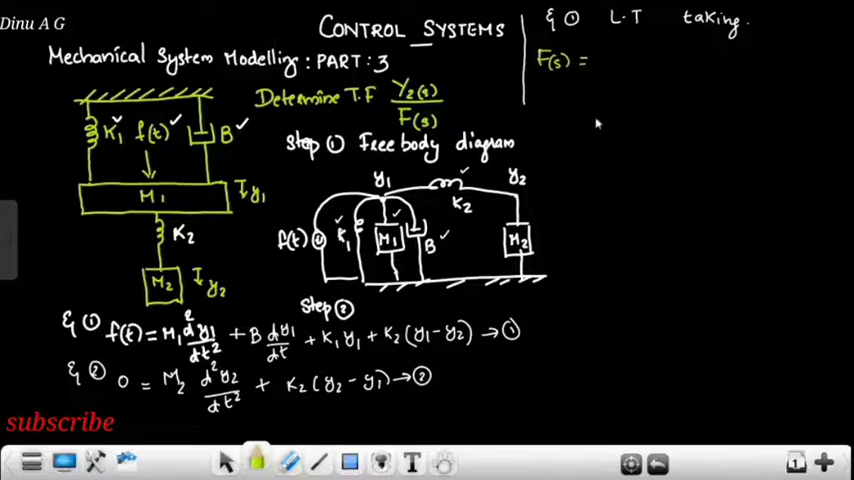 Dinu A G
CONTROL SYSTEMS
Mechanical System Modelling: PART: 3
Determine T.F Y₂(s) / F(s)
K₁ f(t) B
M₁ ↓y₁
K₂
M₂ ↓y₂
Step ① Free body diagram
y₁ K₂ y₂
f(t) K₁ M₁ B M₂
Step ②
Eq ① f(t) = M₁ d²y₁/dt² + B dy₁/dt + K₁y₁ + K₂(y₁-y₂) → ①
Eq ② 0 = M₂ d²y₂/dt² + K₂(y₂-y₁) → ②
subscribe
Eq ① L.T taking.
F(s) =
T
1